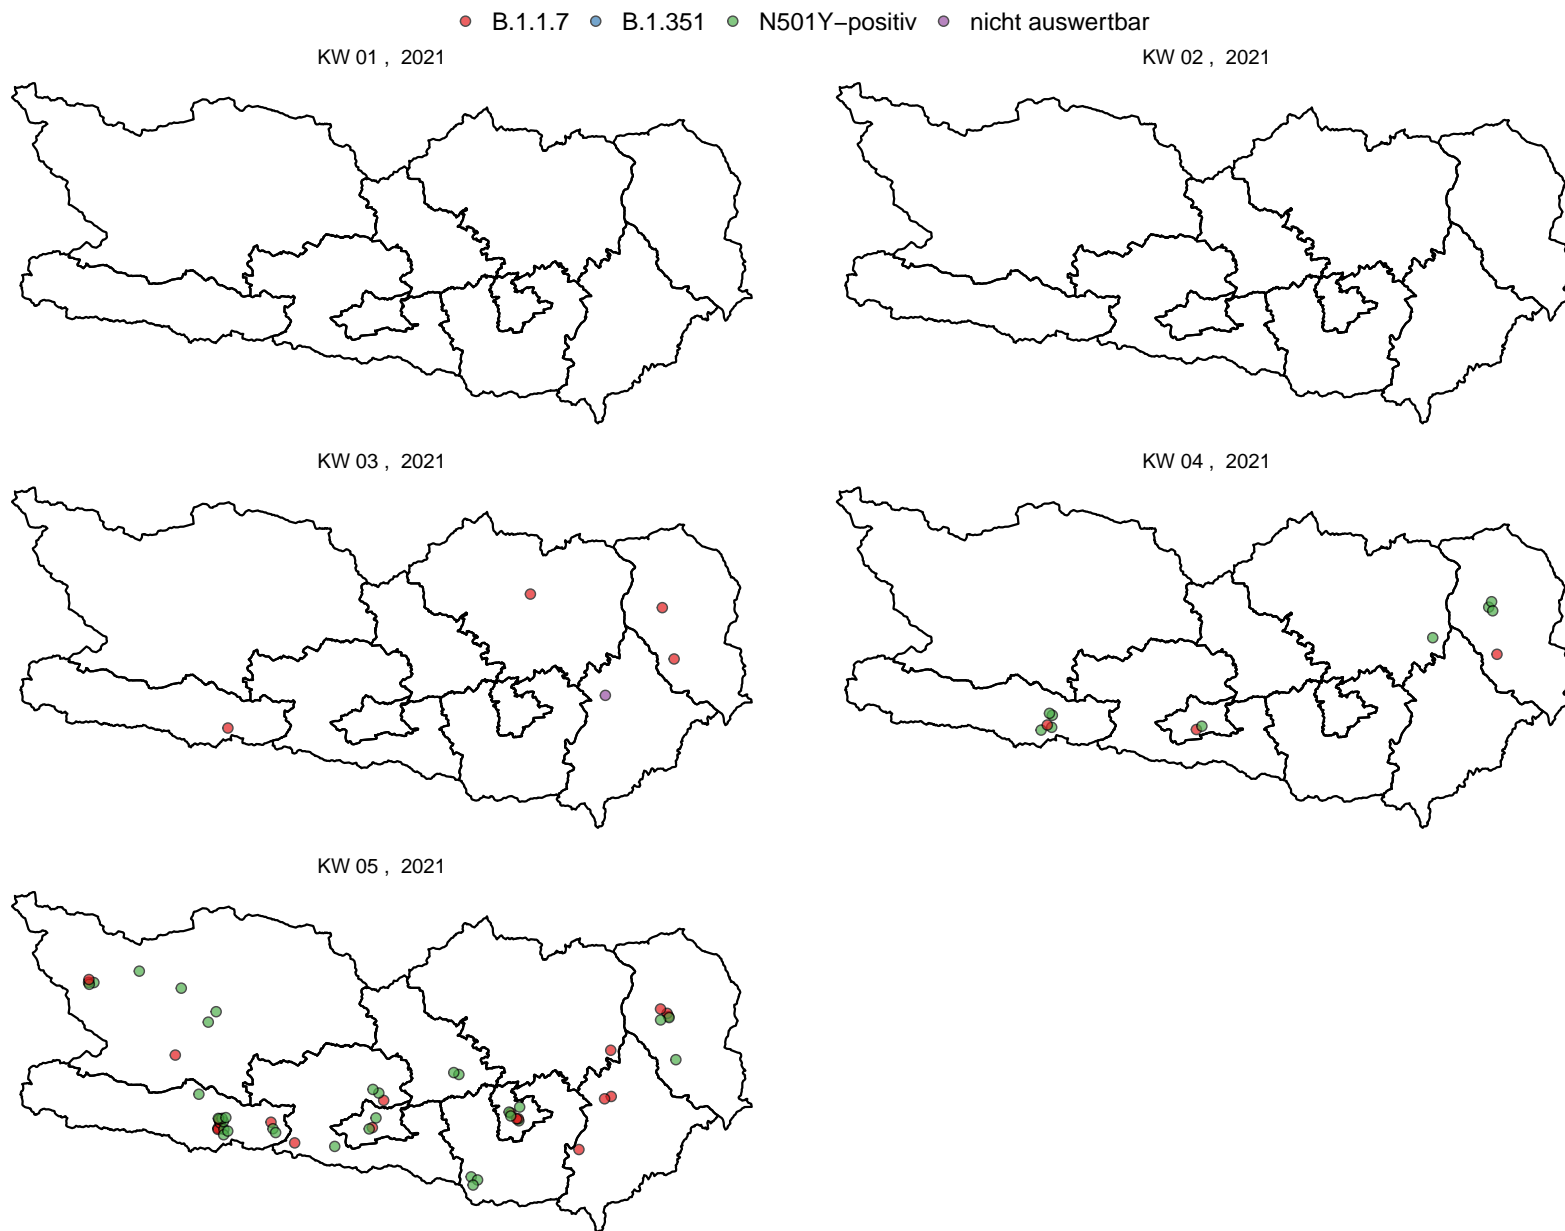 B.1.1.7 B.1.351 N501Y−positiv nicht auswertbar
KW 01 , 2021
KW 02 , 2021
KW 03 , 2021
KW 04 , 2021
KW 05 , 2021